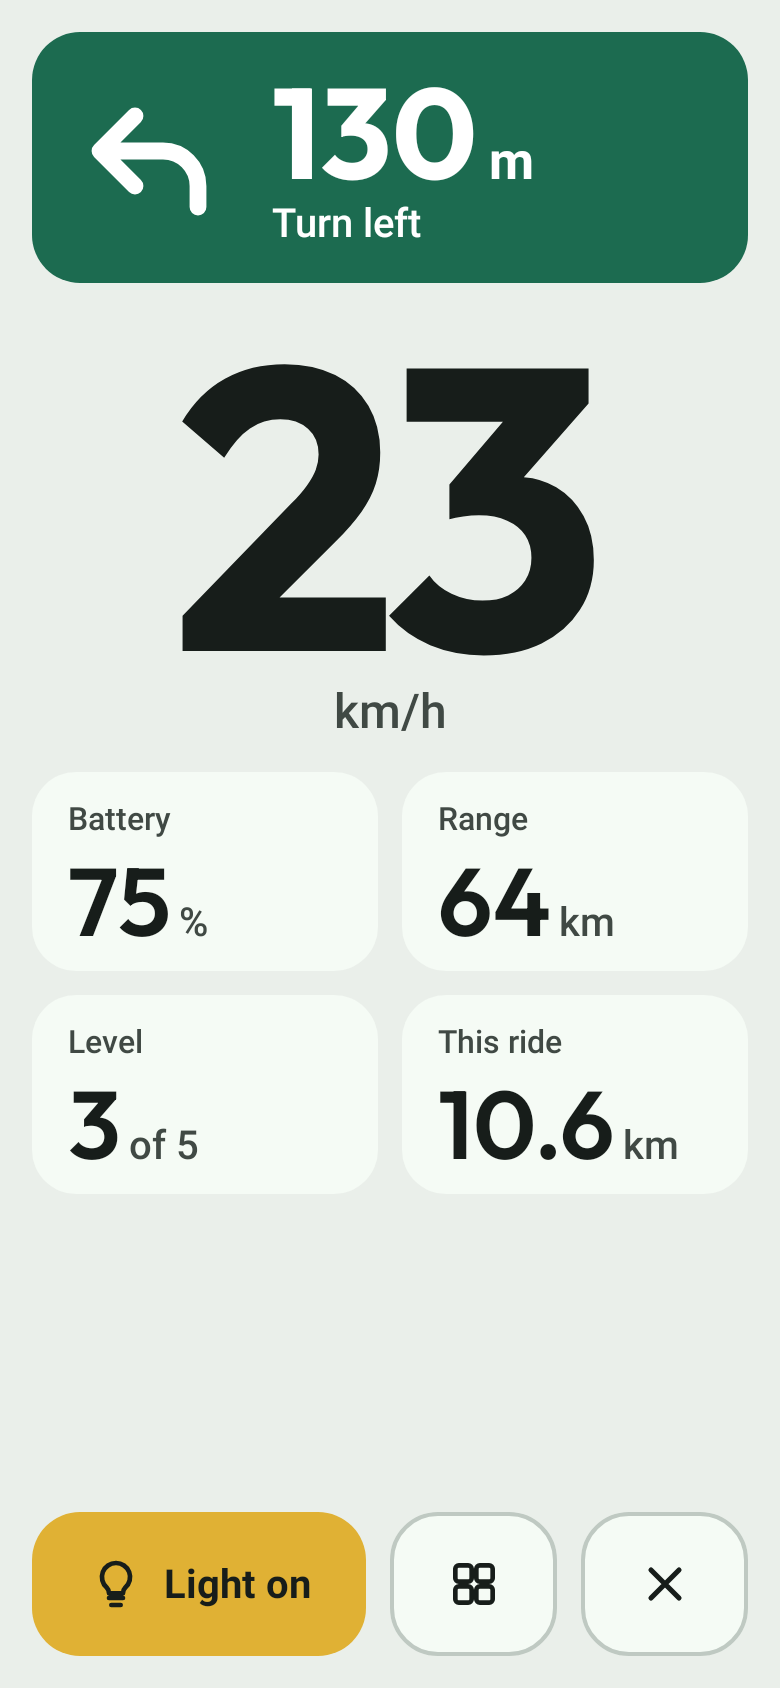 130 m
Turn left
23
km/h
Battery
75 %
Range
64 km
Level
3 of 5
This ride
10.6 km
Light on